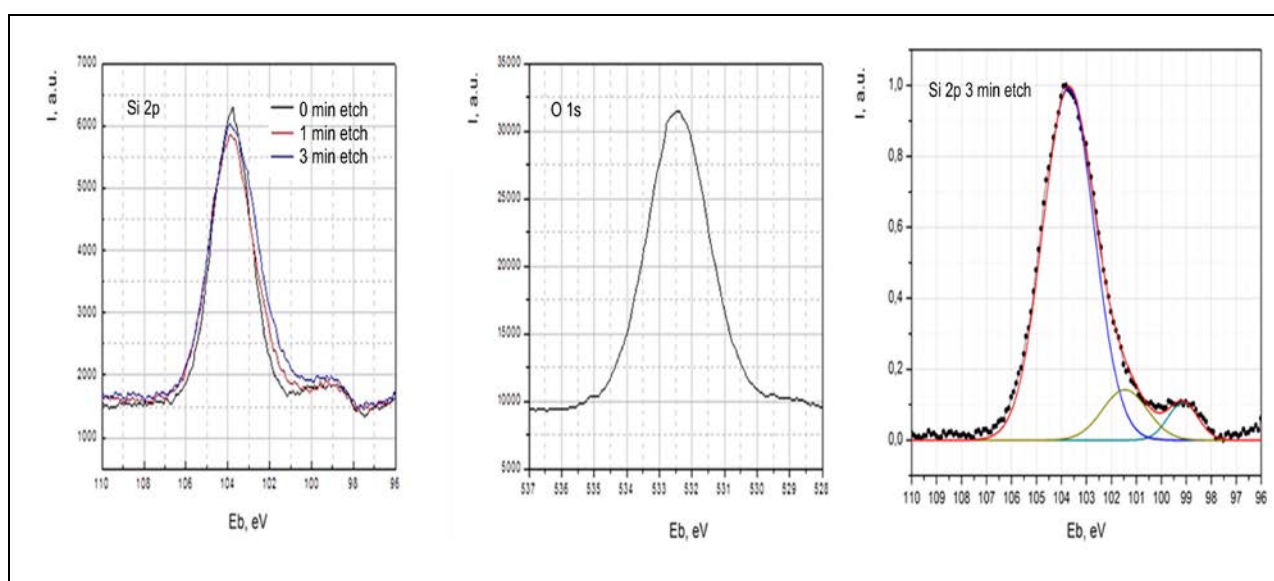 I, a.u.
7000
6000
5000
4000
3000
2000
1000
Si 2p
0 min etch
1 min etch
3 min etch
110 108 106 104 102 100 98 96
Eb, eV
I, a.u.
35000
30000
25000
20000
15000
10000
5000
O 1s
537 536 535 534 533 532 531 530 529 528
Eb, eV
I, a.u.
1,0
0,8
0,6
0,4
0,2
0,0
Si 2p 3 min etch
110 109 108 107 106 105 104 103 102 101 100 99 98 97 96
Eb, eV